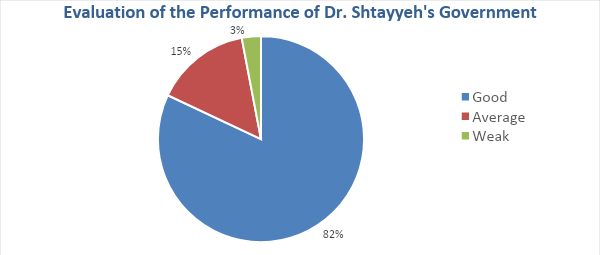 Evaluation of the Performance of Dr. Shtayyeh's Government
3%
15%
Good
Average
Weak
82%